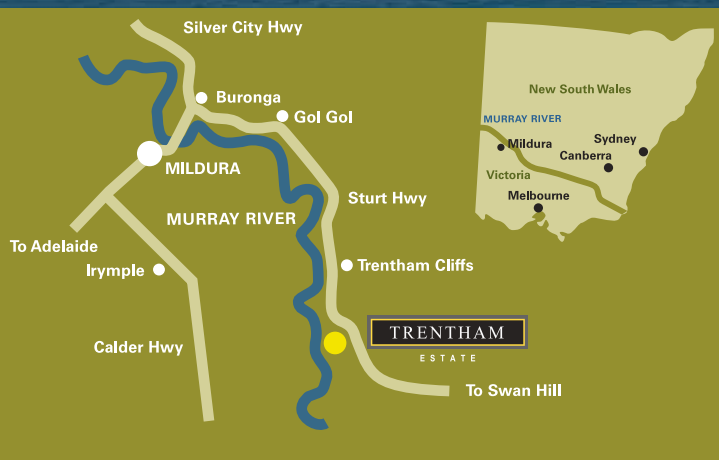 Silver City Hwy
Buronga
Gol Gol
MILDURA
MURRAY RIVER
Sturt Hwy
To Adelaide
Irymple
Trentham Cliffs
Calder Hwy
TRENTHAM
ESTATE
To Swan Hill
New South Wales
MURRAY RIVER
Mildura
Sydney
Canberra
Victoria
Melbourne